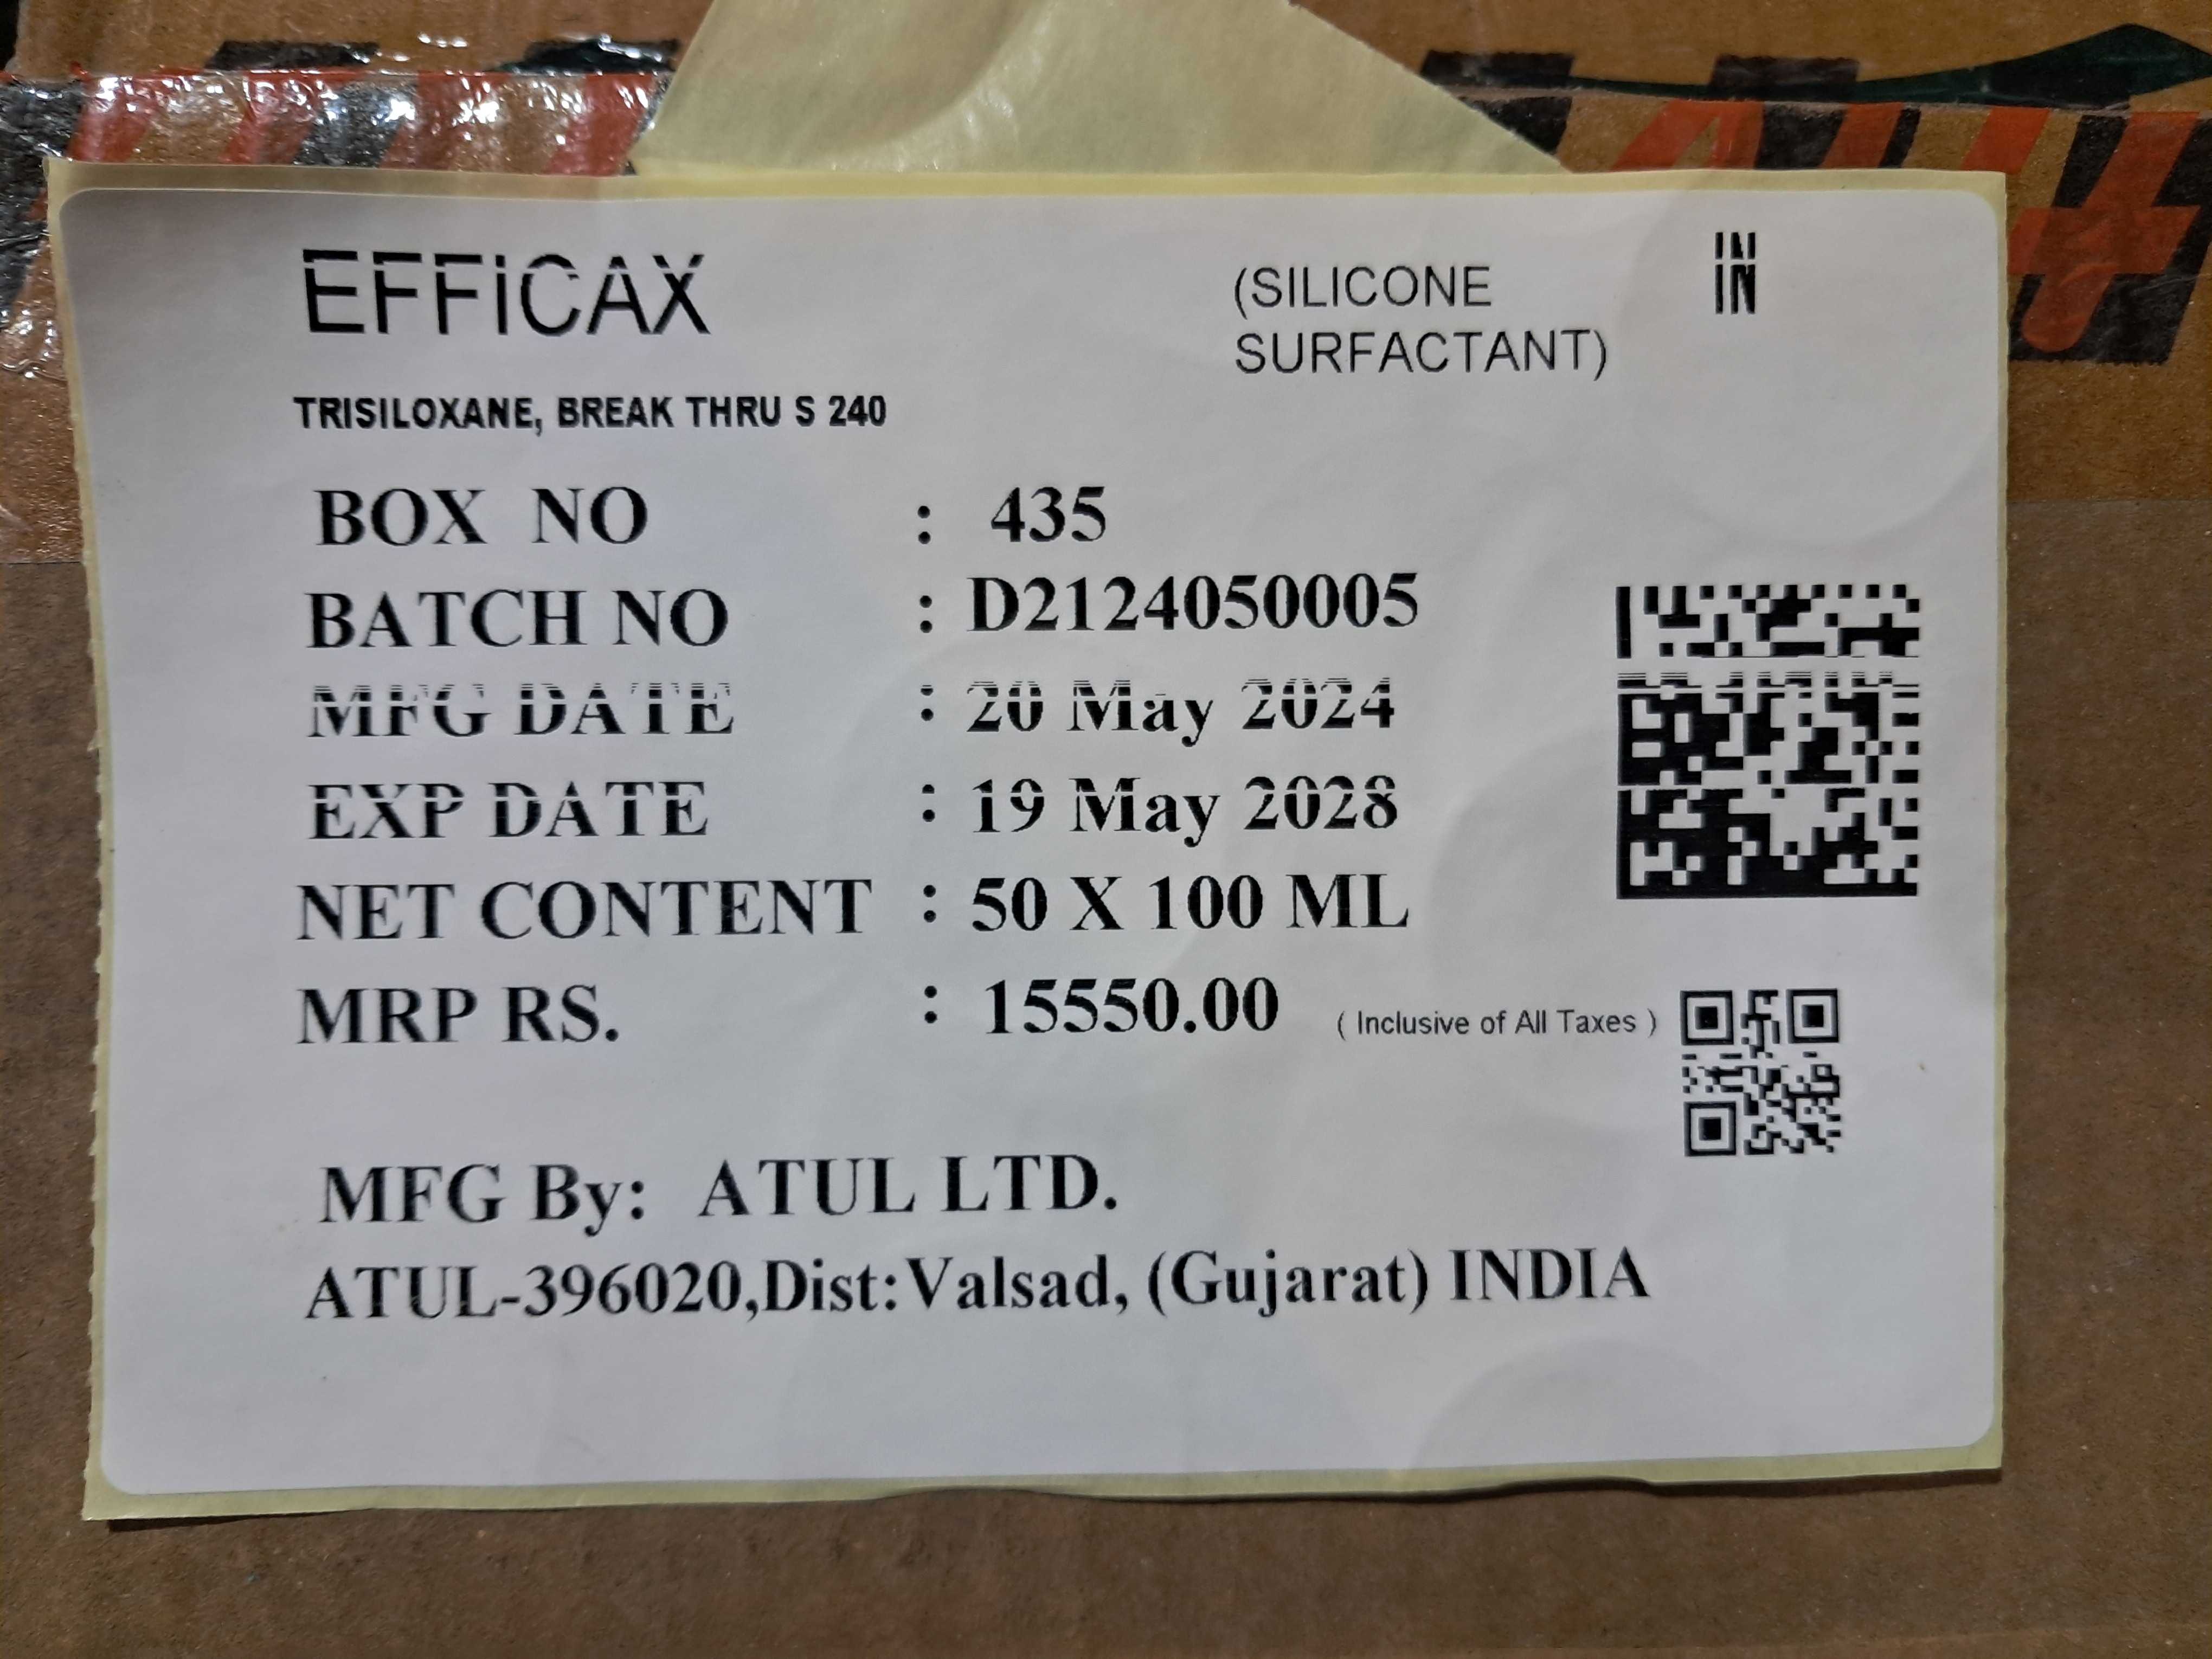 EFFiCAX
(SILICONE
SURFACTANT)
IN
TRISILOXANE, BREAK THRU S 240
BOX NO : 435
BATCH NO : D2124050005
MFG DATE : 20 May 2024
EXP DATE : 19 May 2028
NET CONTENT : 50 X 100 ML
MRP RS. : 15550.00 ( Inclusive of All Taxes )
MFG By: ATUL LTD.
ATUL-396020,Dist:Valsad, (Gujarat) INDIA